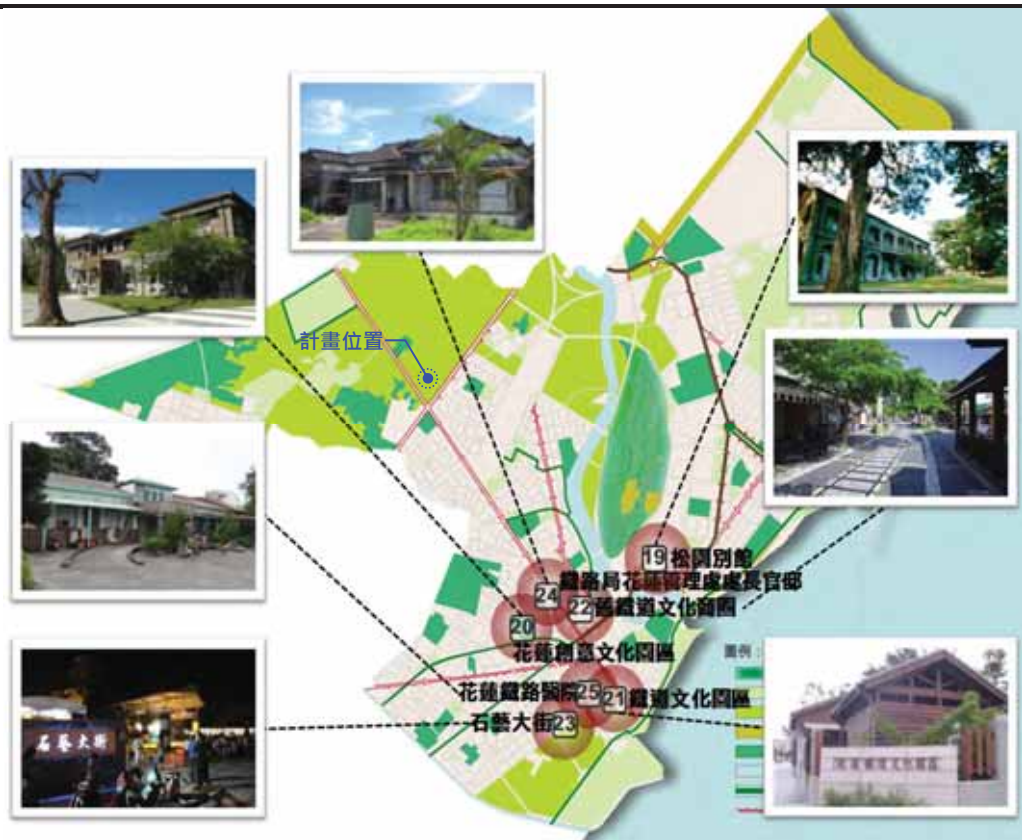 計畫位置
19 松園別館
鐵路局花蓮管理處處長官邸
24
22 舊鐵道文化商圈
20
花蓮創意文化園區
圖例：
花蓮鐵路醫院 25 21 鐵道文化園區
石藝大街 23
石藝大街